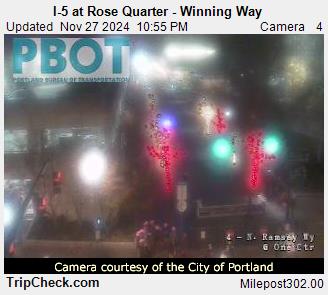 I-5 at Rose Quarter - Winning Way
Updated Nov 27 2024 10:55 PM Camera 4
PBOT
PORTLAND BUREAU OF TRANSPORTATION
4 - N. Ramsay Wy
@ One Ctr
Camera courtesy of the City of Portland
TripCheck.com Milepost302.00